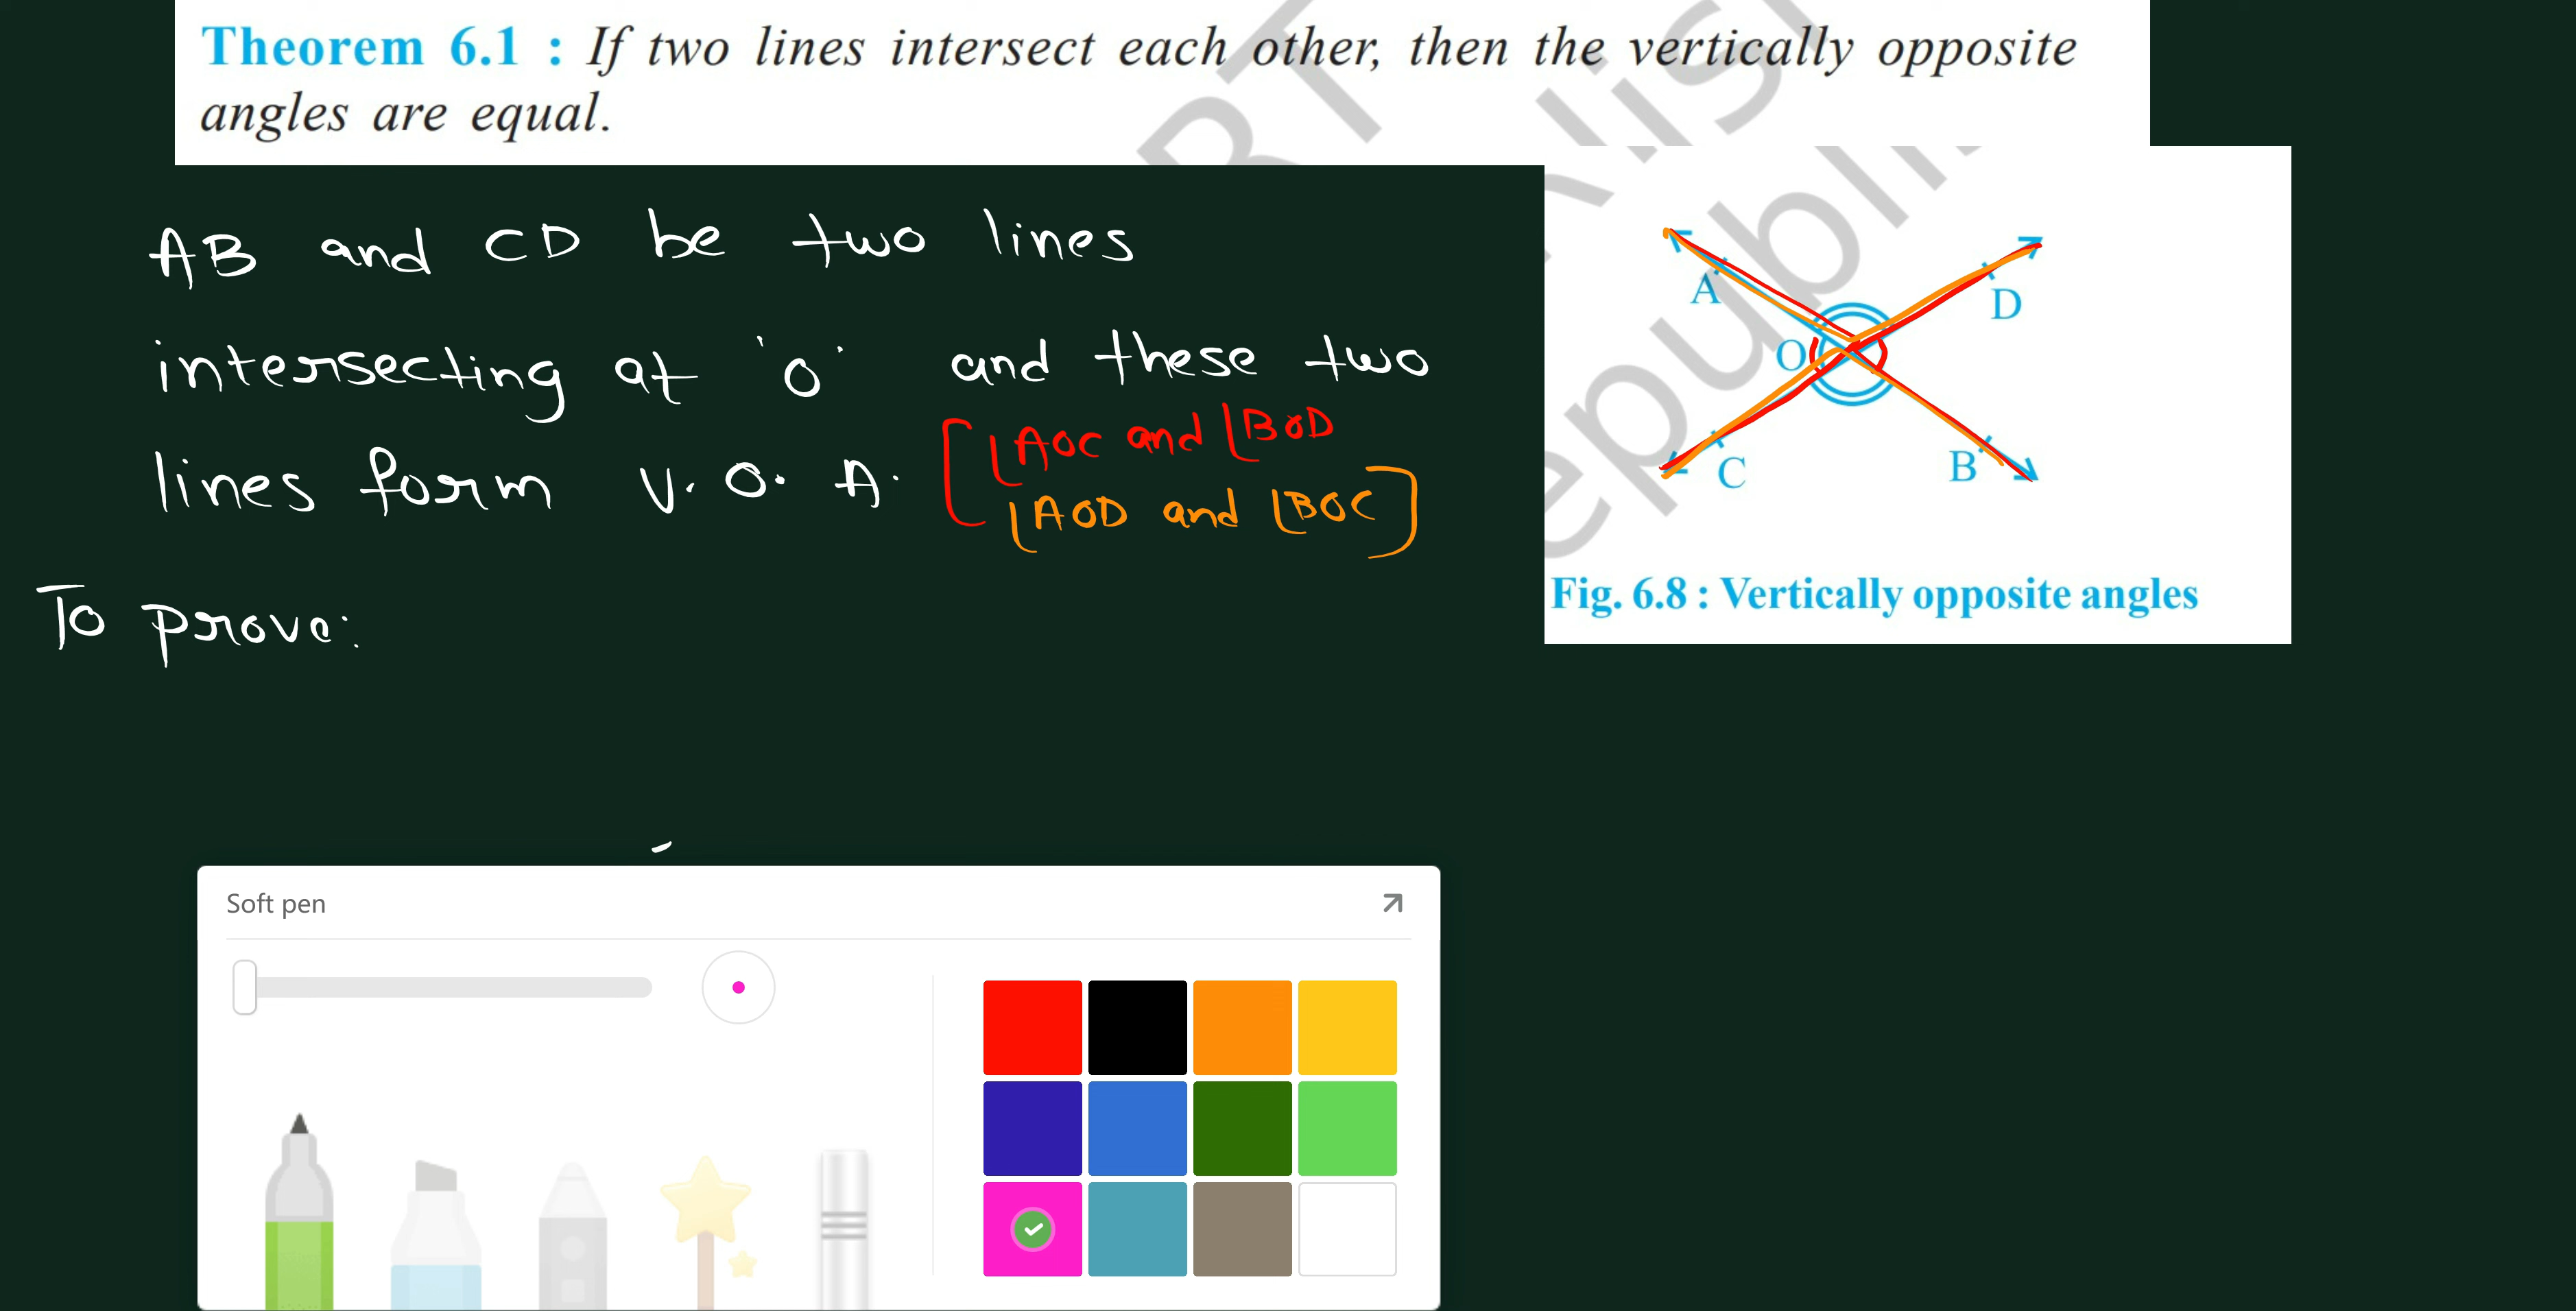 Theorem 6.1 : If two lines intersect each other, then the vertically opposite
angles are equal.
AB and CD be two lines
intersecting at 'O' and these two
lines form V. O. A. [∠AOC and ∠BOD
∠AOD and ∠BOC]
To prove:
A
D
O
C
B
Fig. 6.8 : Vertically opposite angles
Soft pen